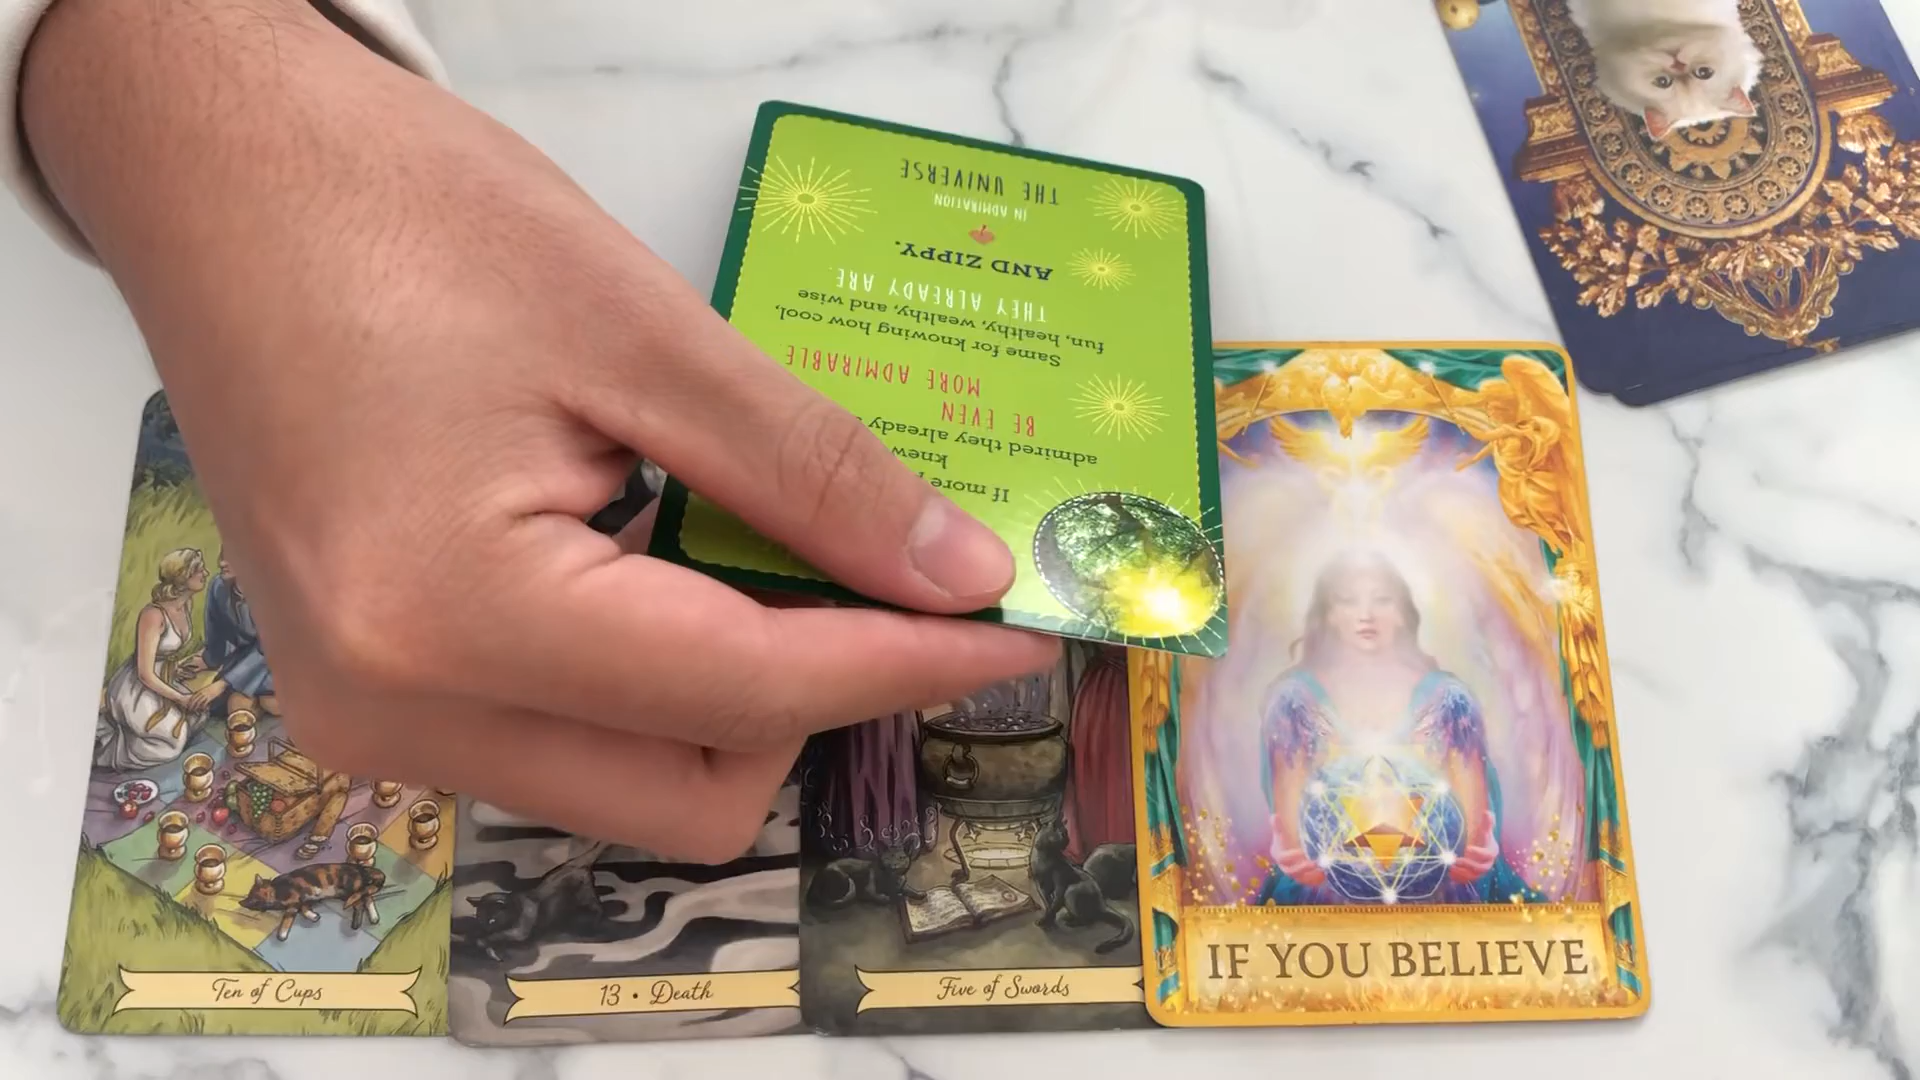 If more
knew
admired they already
BE EVEN
MORE ADMIRABLE
Same for knowing how cool,
fun, healthy, wealthy, and wise
THEY ALREADY ARE.
AND ZIPPY.
IN ADMIRATION
THE UNIVERSE
Ten of Cups
13 • Death
Five of Swords
IF YOU BELIEVE